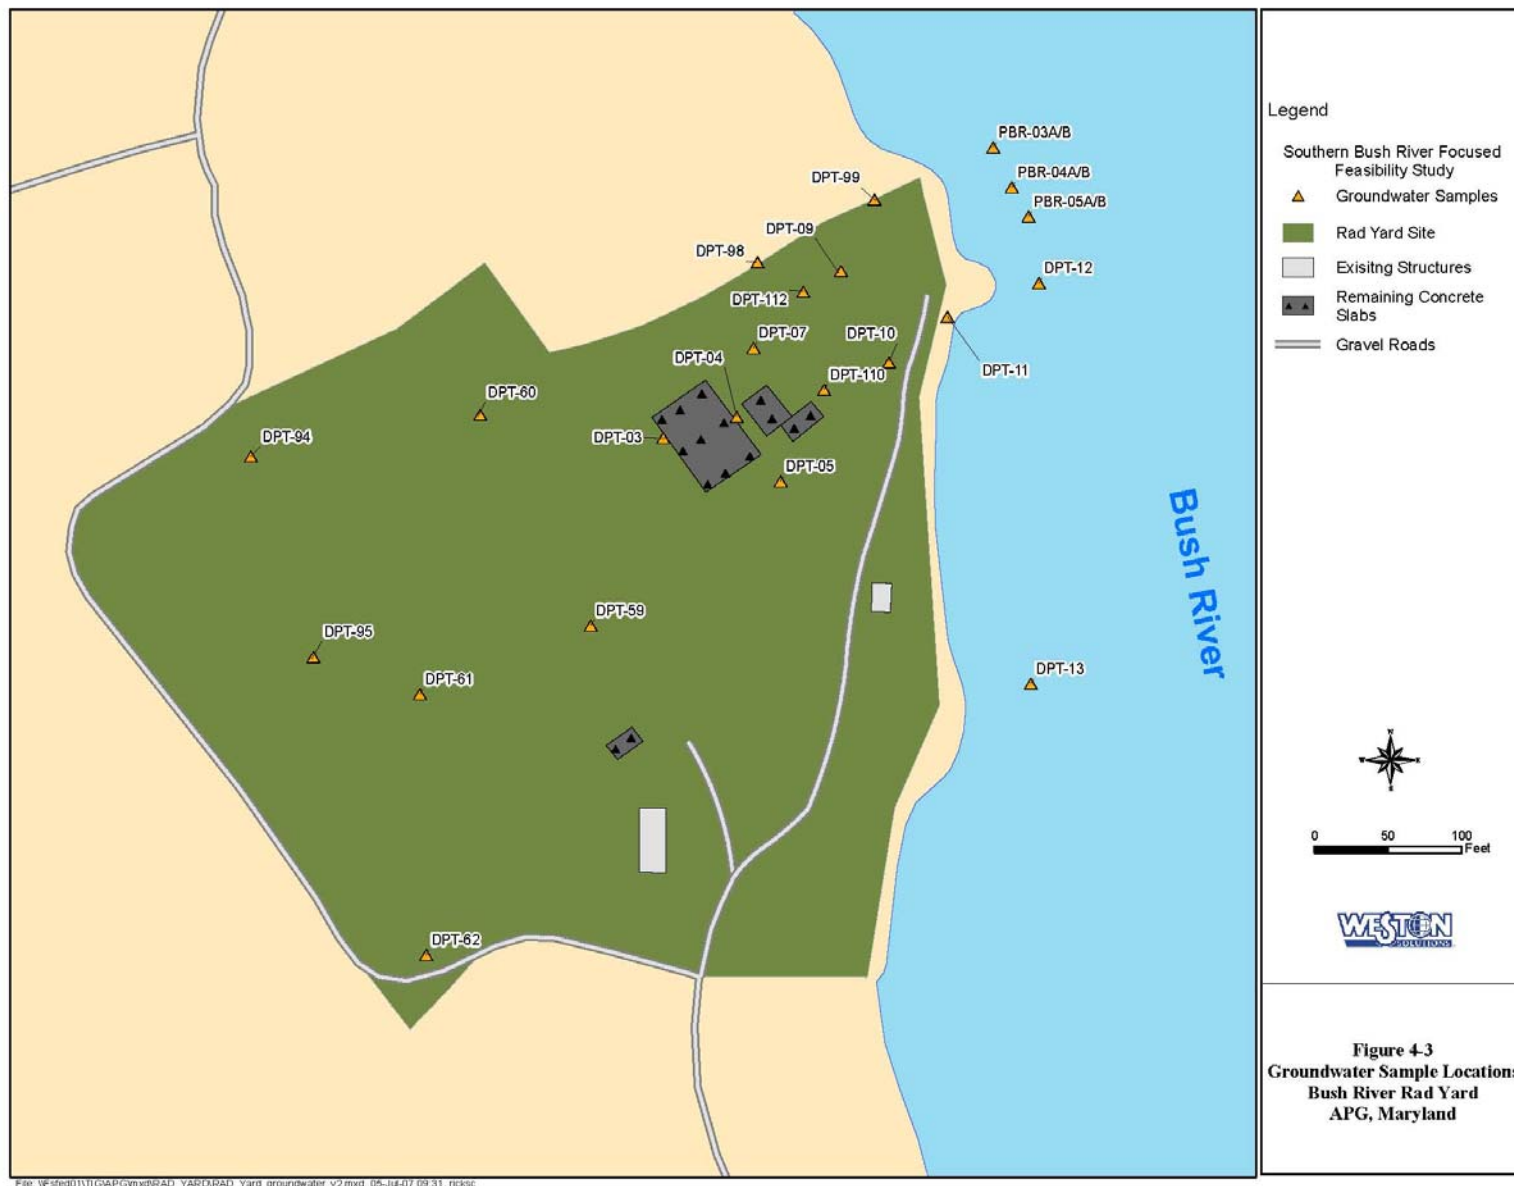 PBR-03A/B
PBR-04A/B
DPT-99
PBR-05A/B
DPT-09
DPT-98
DPT-12
DPT-112
DPT-07
DPT-10
DPT-04
DPT-11
DPT-110
DPT-60
DPT-94
DPT-03
DPT-05
Bush River
DPT-59
DPT-95
DPT-61
DPT-13
DPT-62
Legend
Southern Bush River Focused
Feasibility Study
Groundwater Samples
Rad Yard Site
Exisitng Structures
Remaining Concrete
Slabs
Gravel Roads
W E
0 50 100
Feet
WESTON
SOLUTIONS
Figure 4-3
Groundwater Sample Locations
Bush River Rad Yard
APG, Maryland